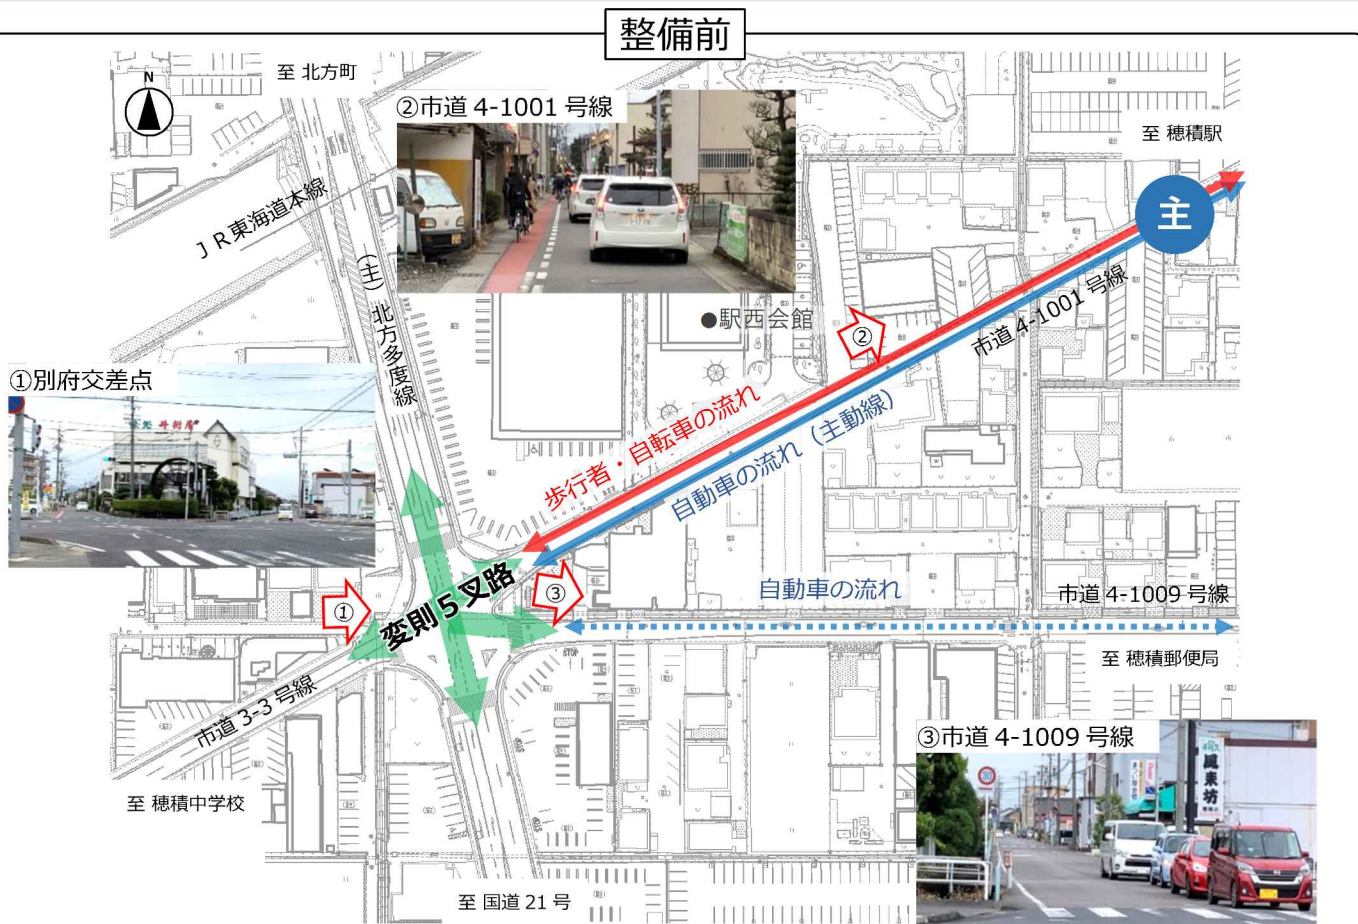 整備前
N
至 北方町
②市道 4-1001 号線
至 穂積駅
主
JR東海道本線
(主) 北方多度線
●駅西会館
②
市道 4-1001 号線
①別府交差点
歩行者・自転車の流れ
自動車の流れ(主動線)
変則5叉路
①
③
自動車の流れ
市道 4-1009 号線
至 穂積郵便局
STOP
市道 3-3 号線
至 穂積中学校
③市道 4-1009 号線
30
風来坊
至 国道 21 号